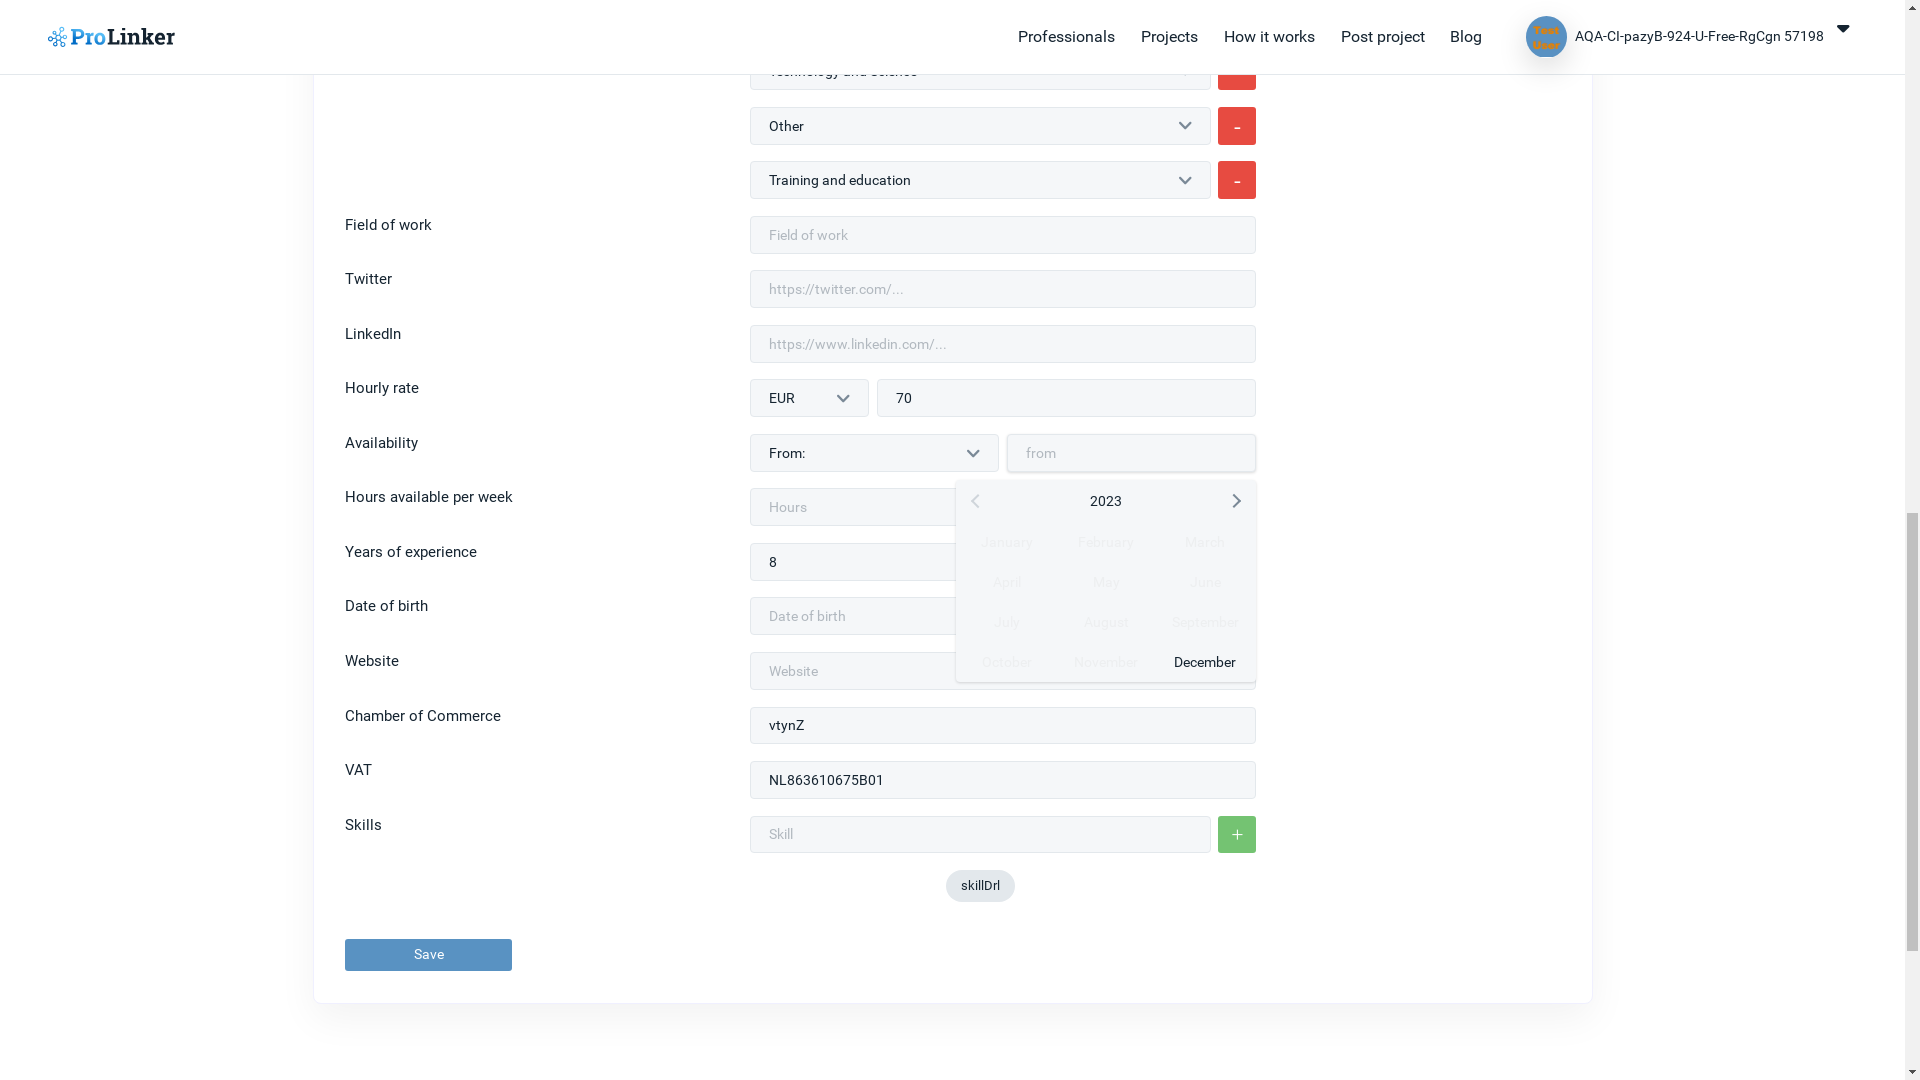 ProLinker
Professionals
Projects
How it works
Post project
Blog
Test
User
AQA-CI-pazyB-924-U-Free-RgCgn 57198
Technology and Science
Other
-
Training and education
-
Field of work
Field of work
Twitter
https://twitter.com/...
LinkedIn
https://www.linkedin.com/...
Hourly rate
EUR
70
Availability
From:
from
2023
January
February
March
April
May
June
July
August
September
October
November
December
Hours available per week
Hours
Years of experience
8
Date of birth
Date of birth
Website
Website
Chamber of Commerce
vtynZ
VAT
NL863610675B01
Skills
Skill
+
skillDrl
Save